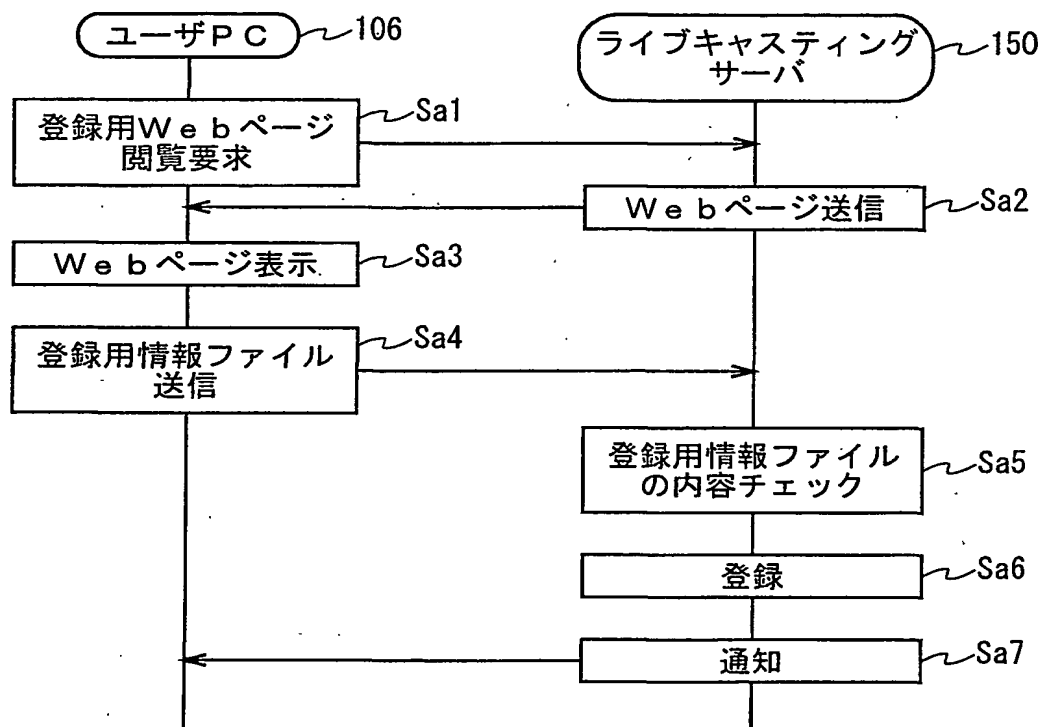 ユーザPC
106
ライブキャスティング
サーバ
150
登録用Webページ
閲覧要求
Sa1
Webページ送信
Sa2
Webページ表示
Sa3
登録用情報ファイル
送信
Sa4
登録用情報ファイル
の内容チェック
Sa5
登録
Sa6
通知
Sa7